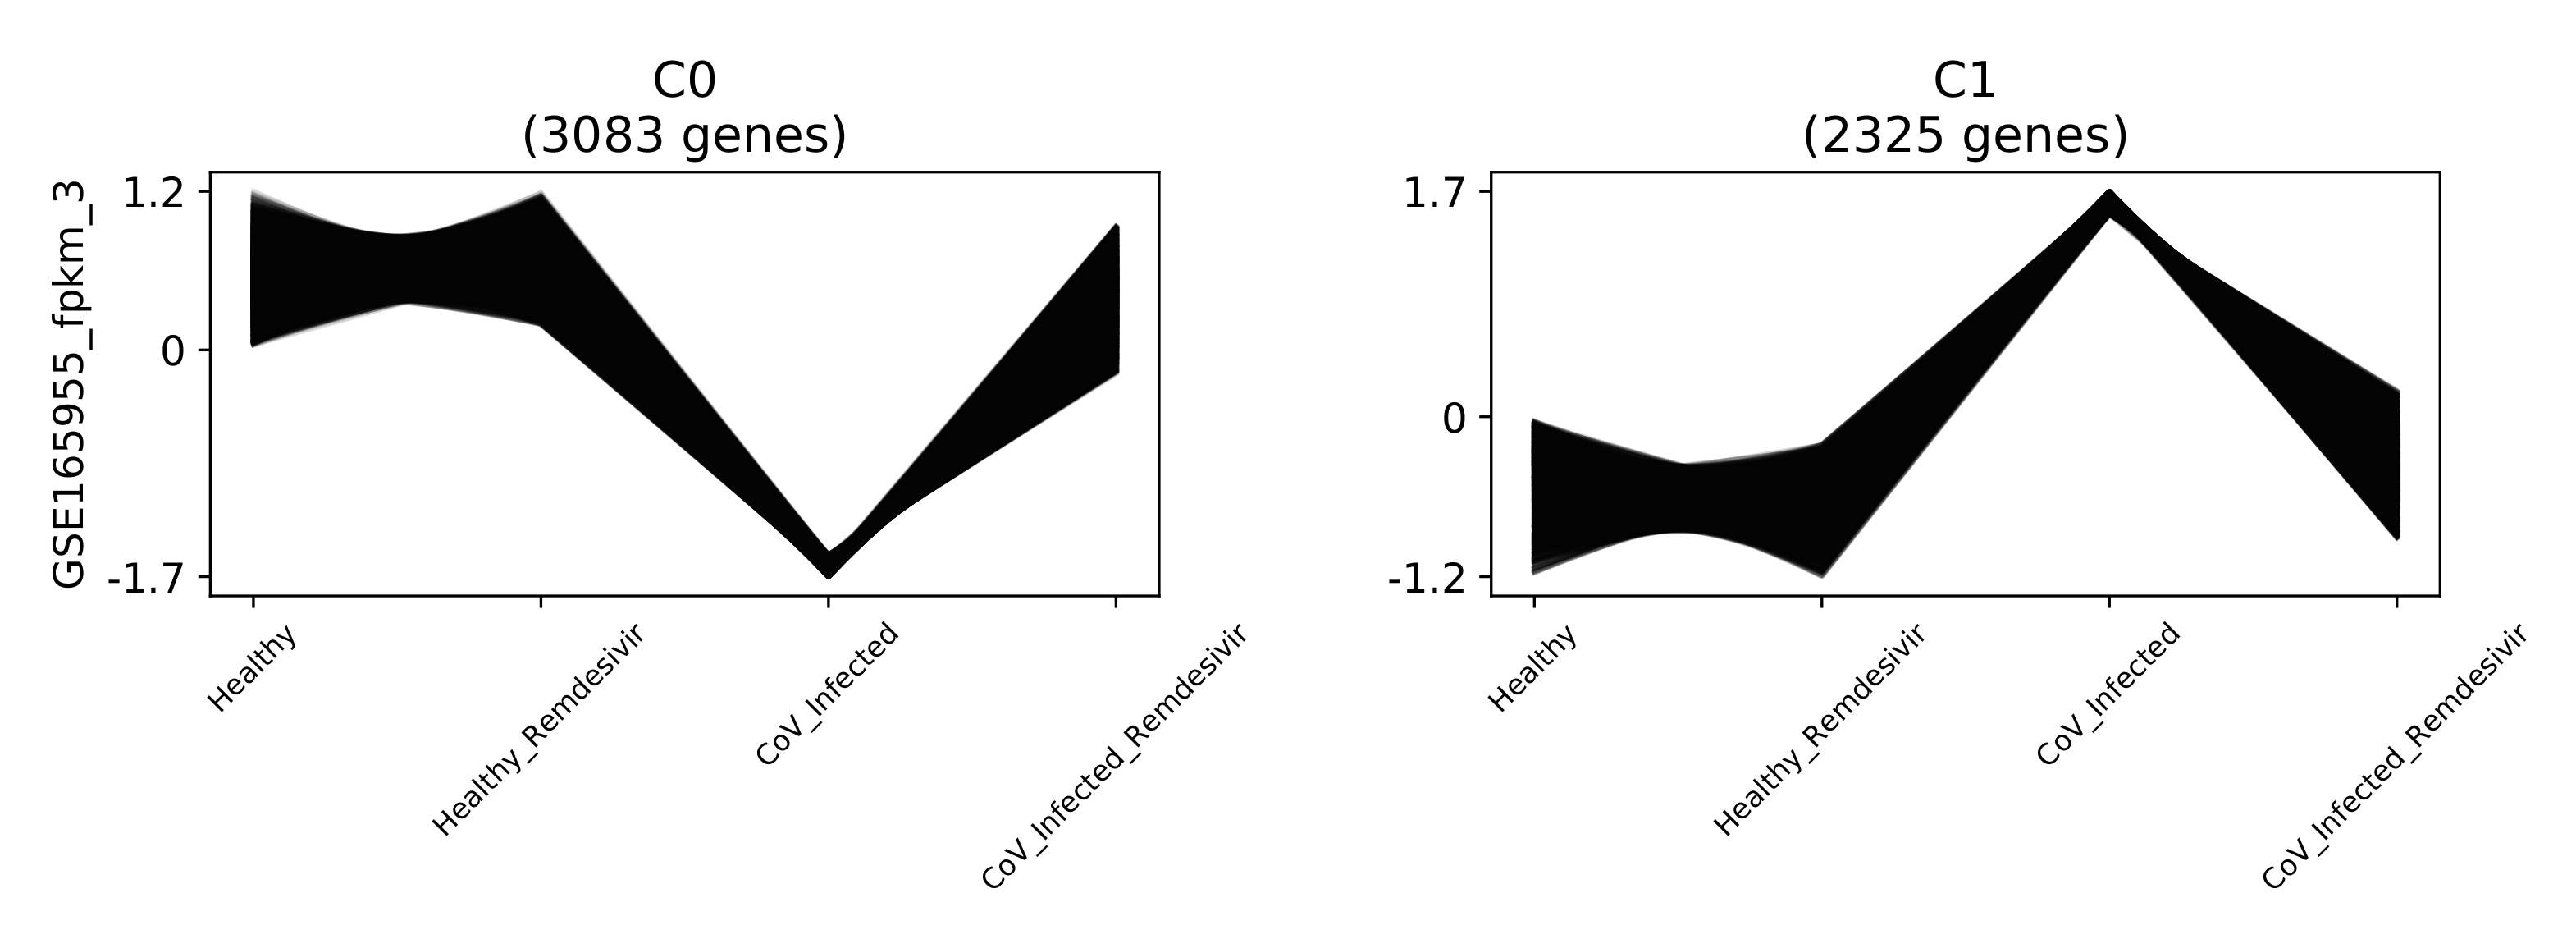 C0
(3083 genes)
GSE165955_fpkm_3
1.2
0
-1.7
Healthy
Healthy_Remdesivir
CoV_Infected
CoV_Infected_Remdesivir
C1
(2325 genes)
1.7
0
-1.2
Healthy
Healthy_Remdesivir
CoV_Infected
CoV_Infected_Remdesivir